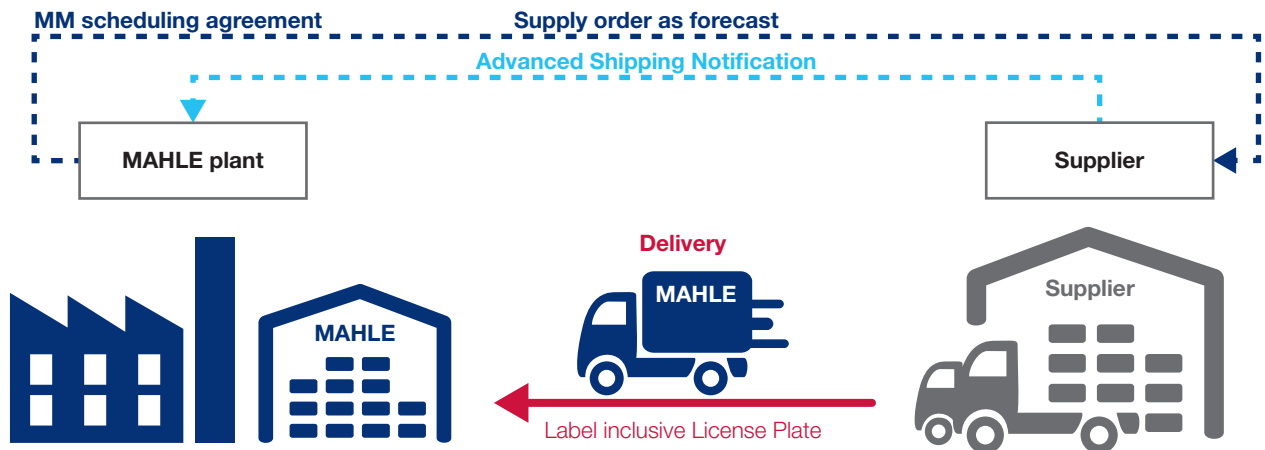 MM scheduling agreement
Supply order as forecast
Advanced Shipping Notification
MAHLE plant
Supplier
Delivery
MAHLE
Supplier
MAHLE
Label inclusive License Plate